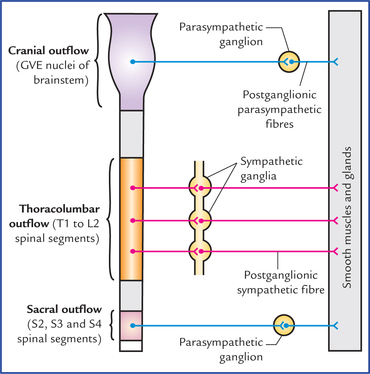 Parasympathetic
ganglion
Cranial outflow
(GVE nuclei of
brainstem)
Postganglionic
parasympathetic
fibres
Sympathetic
ganglia
Thoracolumbar
outflow (T1 to L2
spinal segments)
Smooth muscles and glands
Postganglionic
sympathetic fibre
Sacral outflow
(S2, S3 and S4
spinal segments)
Parasympathetic
ganglion